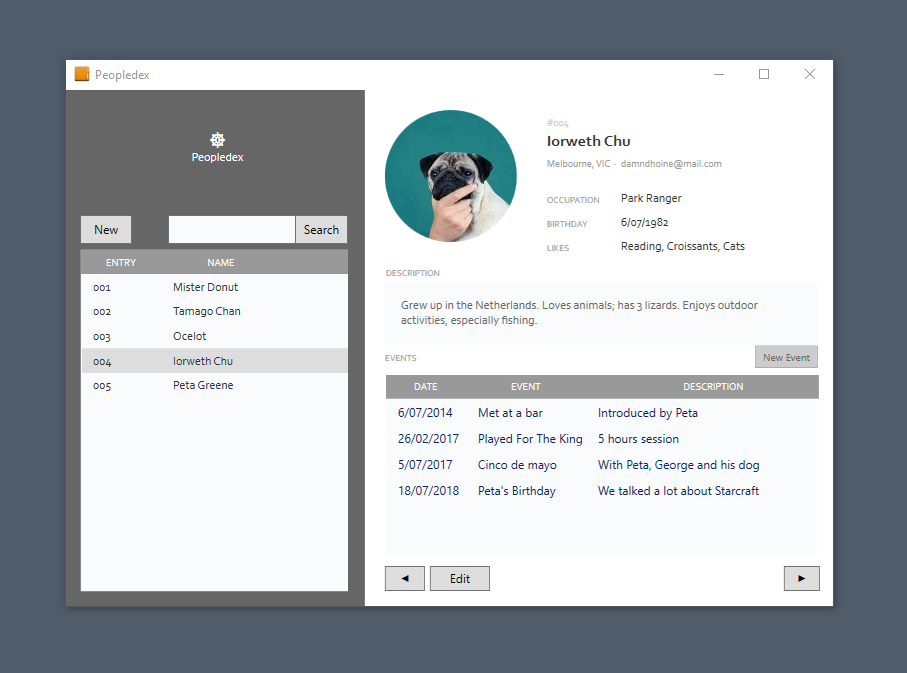 Peopledex
Peopledex
New Search
ENTRY NAME
001 Mister Donut
002 Tamago Chan
003 Ocelot
004 Iorweth Chu
005 Peta Greene
#004
Iorweth Chu
Melbourne, VIC · damndhoine@mail.com
OCCUPATION Park Ranger
BIRTHDAY 6/07/1982
LIKES Reading, Croissants, Cats
DESCRIPTION
Grew up in the Netherlands. Loves animals; has 3 lizards. Enjoys outdoor
activities, especially fishing.
EVENTS New Event
DATE EVENT DESCRIPTION
6/07/2014 Met at a bar Introduced by Peta
26/02/2017 Played For The King 5 hours session
5/07/2017 Cinco de mayo With Peta, George and his dog
18/07/2018 Peta's Birthday We talked a lot about Starcraft
◄ Edit ►